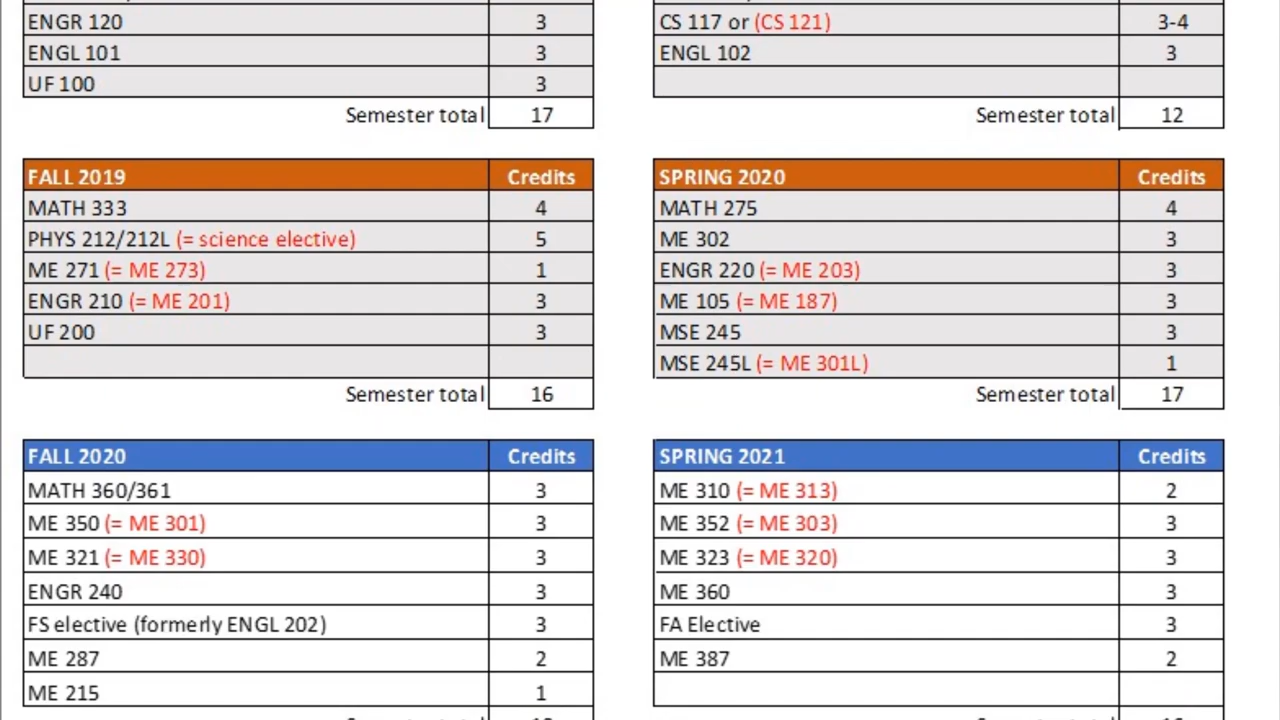 ENGR 120 3
ENGL 101 3
UF 100 3
Semester total 17
CS 117 or (CS 121) 3-4
ENGL 102 3
Semester total 12
FALL 2019 Credits
MATH 333 4
PHYS 212/212L (= science elective) 5
ME 271 (= ME 273) 1
ENGR 210 (= ME 201) 3
UF 200 3
Semester total 16
SPRING 2020 Credits
MATH 275 4
ME 302 3
ENGR 220 (= ME 203) 3
ME 105 (= ME 187) 3
MSE 245 3
MSE 245L (= ME 301L) 1
Semester total 17
FALL 2020 Credits
MATH 360/361 3
ME 350 (= ME 301) 3
ME 321 (= ME 330) 3
ENGR 240 3
FS elective (formerly ENGL 202) 3
ME 287 2
ME 215 1
SPRING 2021 Credits
ME 310 (= ME 313) 2
ME 352 (= ME 303) 3
ME 323 (= ME 320) 3
ME 360 3
FA Elective 3
ME 387 2